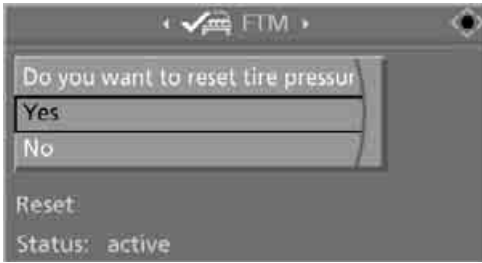 FTM
Do you want to reset tire pressur
Yes
No
Reset
Status: active